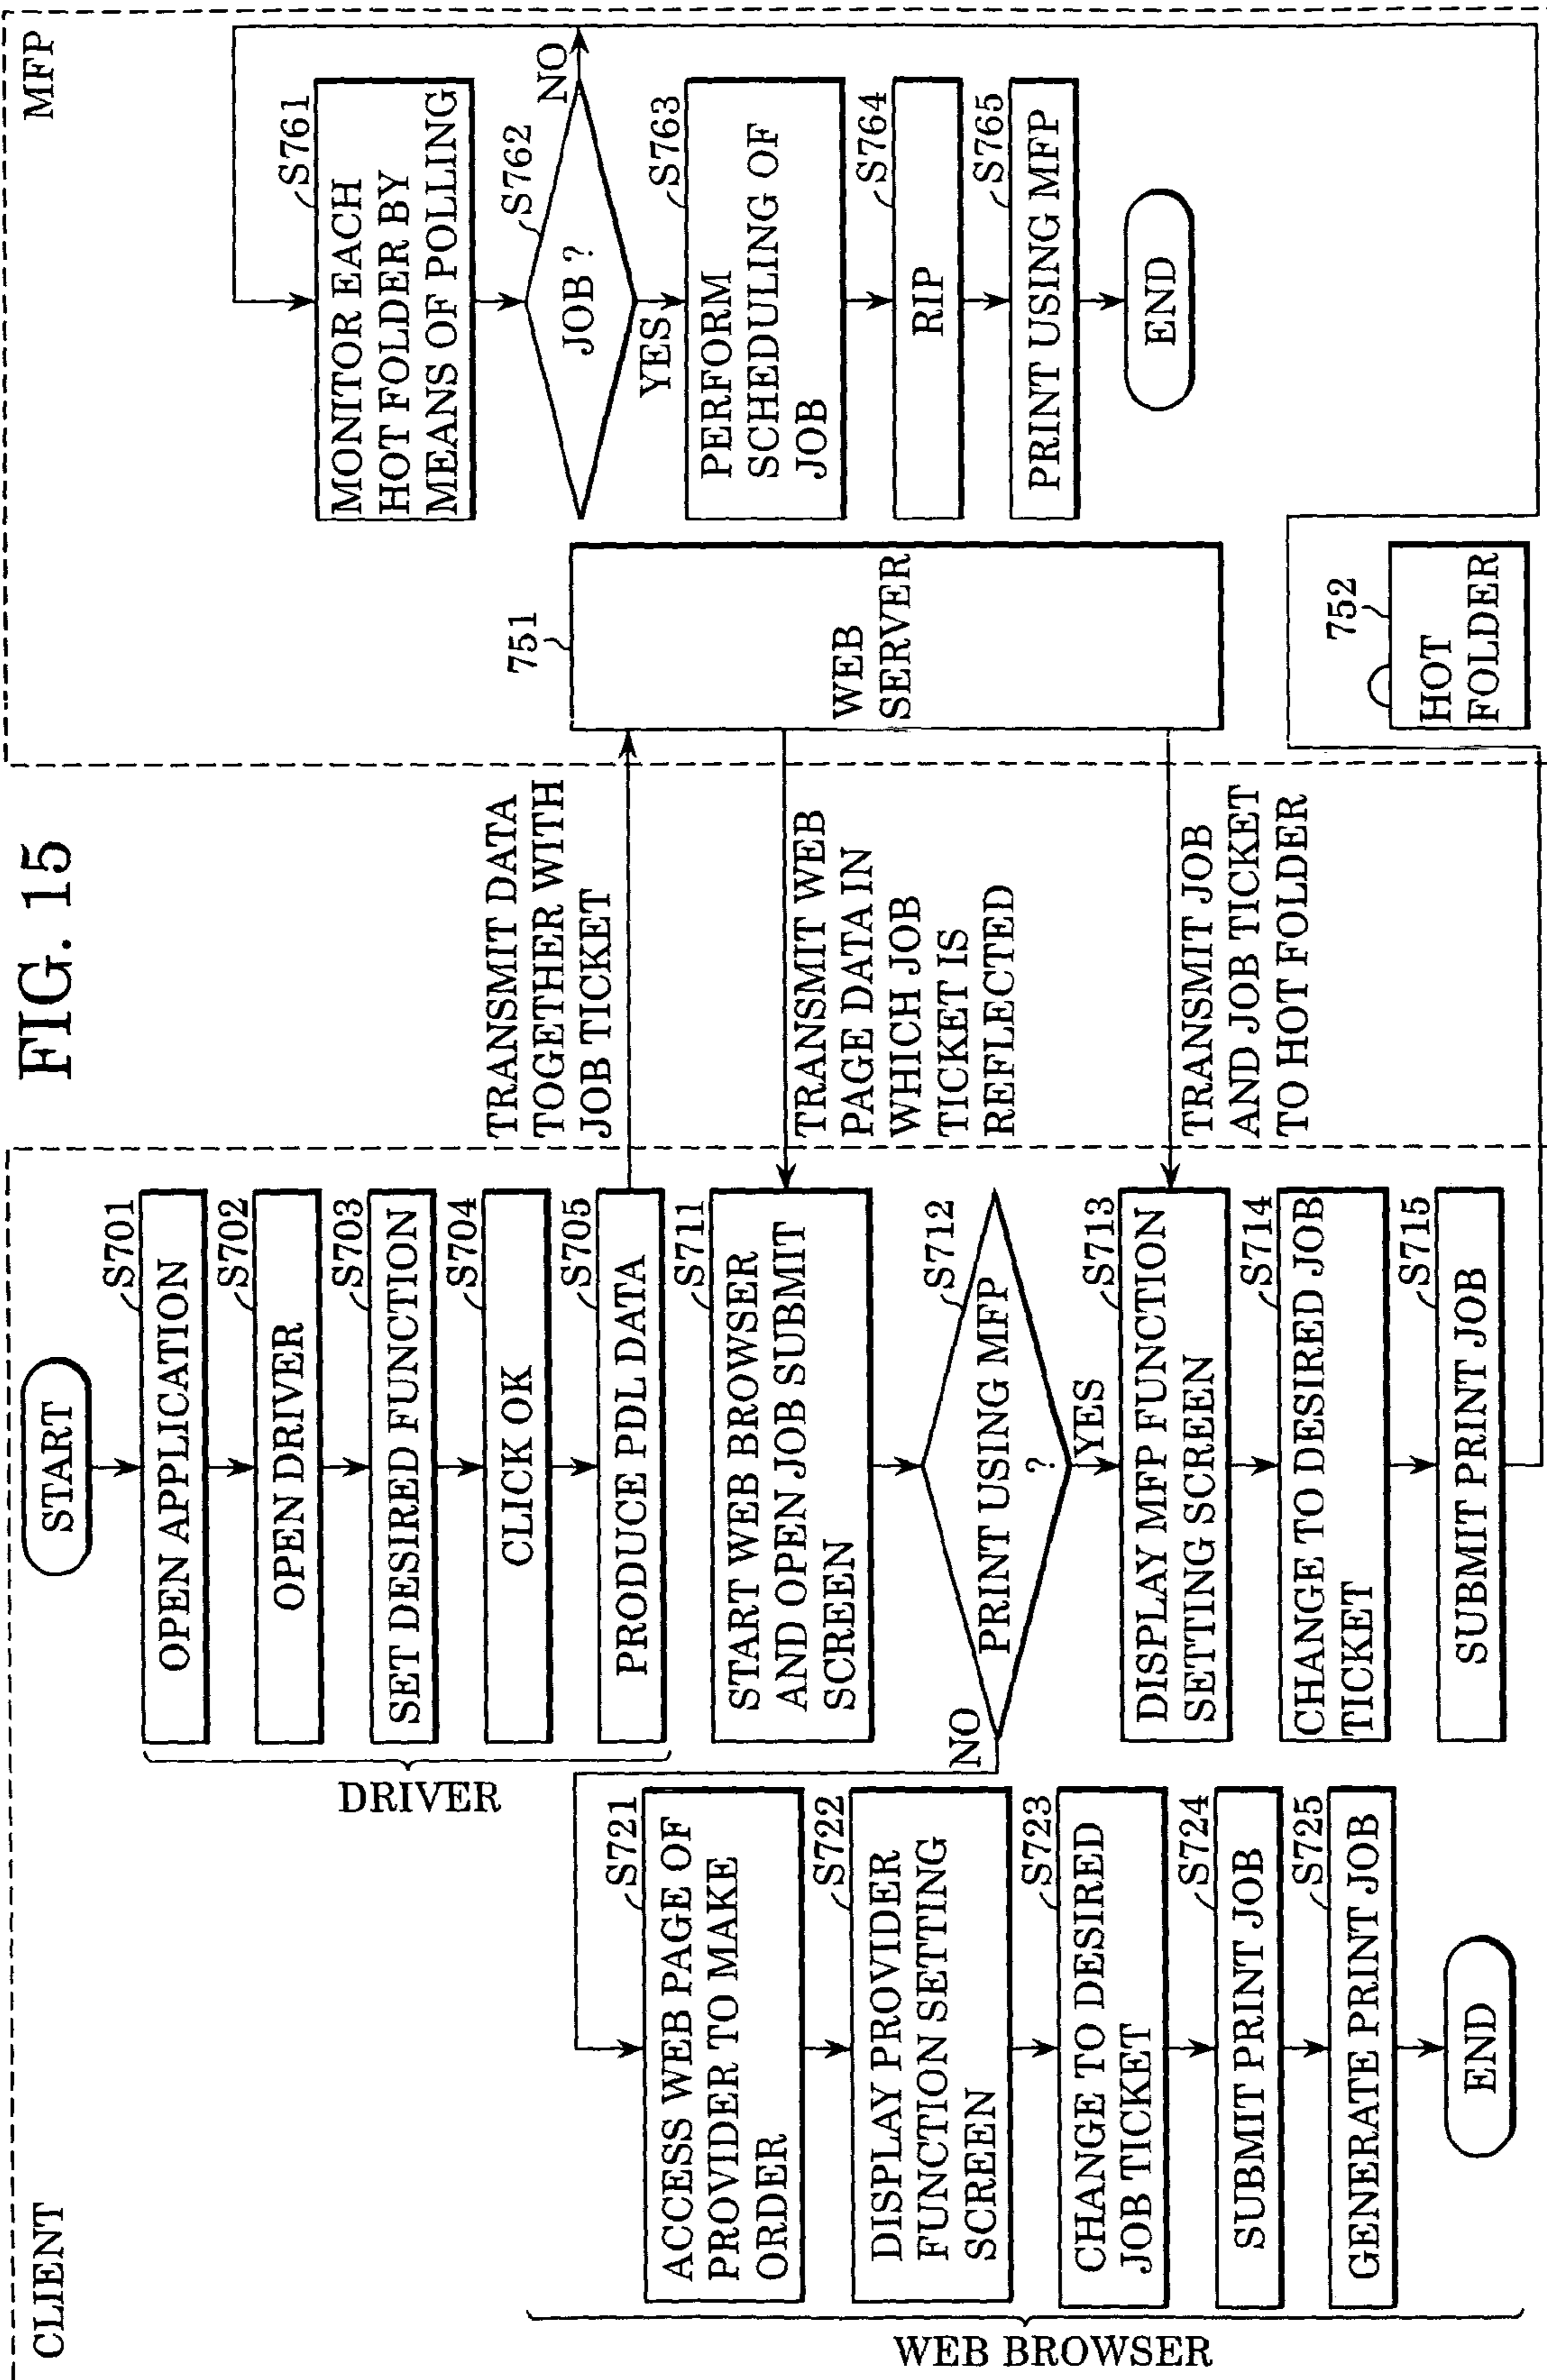 FIG. 15
CLIENT
START
S701
OPEN APPLICATION
S702
OPEN DRIVER
S703
SET DESIRED FUNCTION
S704
CLICK OK
S705
PRODUCE PDL DATA
DRIVER
S711
START WEB BROWSER
AND OPEN JOB SUBMIT
SCREEN
S712
PRINT USING MFP
?
NO
YES
S713
DISPLAY MFP FUNCTION
SETTING SCREEN
S714
CHANGE TO DESIRED JOB
TICKET
S715
SUBMIT PRINT JOB
S721
ACCESS WEB PAGE OF
PROVIDER TO MAKE
ORDER
S722
DISPLAY PROVIDER
FUNCTION SETTING
SCREEN
S723
CHANGE TO DESIRED
JOB TICKET
S724
SUBMIT PRINT JOB
S725
GENERATE PRINT JOB
END
WEB BROWSER
TRANSMIT DATA
TOGETHER WITH
JOB TICKET
TRANSMIT WEB
PAGE DATA IN
WHICH JOB
TICKET IS
REFLECTED
TRANSMIT JOB
AND JOB TICKET
TO HOT FOLDER
MFP
751
WEB
SERVER
752
HOT
FOLDER
S761
MONITOR EACH
HOT FOLDER BY
MEANS OF POLLING
S762
JOB ?
NO
YES
S763
PERFORM
SCHEDULING OF
JOB
S764
RIP
S765
PRINT USING MFP
END